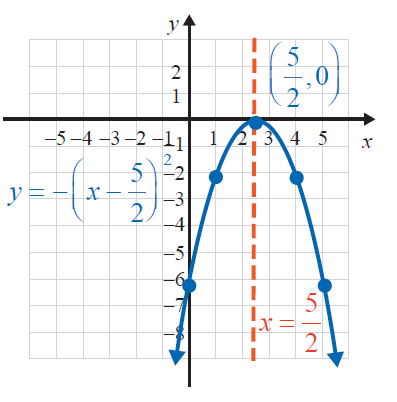 y
2
1
(5/2, 0)
–5 –4 –3 –2 –1 1 2 3 4 5 x
–1
y = –(x – 5/2)²
–2
–3
–4
–5
–6
–7
–8
x = 5/2